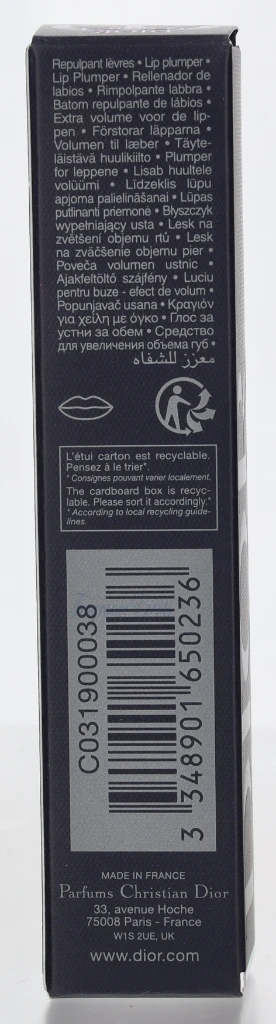 Repulpant lèvres • Lip plumper •
Lip Plumper • Rellenador de
labios • Rimpolpante labbra •
Batom repulpante de lábios •
Extra volume voor de lip-
pen • Förstorar läpparna •
Volumen til læber • Täyte-
läistävä huulikiilto • Plumper
for leppene • Lisab huultele
volüümi • Līdzeklis lūpu
apjoma palielināšanai • Lūpas
putlinanti priemonė • Błyszczyk
wypełniający usta • Lesk na
zvětšení objemu rtů • Lesk
na zväčšenie objemu pier •
Poveča volumen ustnic •
Ajakfeltöltő szájfény • Luciu
pentru buze - efect de volum •
Popunjavač usana • Κραγιόν
για χείλη με όγκο • Глос за
устни за обем • Средство
для увеличения объема губ •
معزز للشفاه
L'étui carton est recyclable.
Pensez à le trier*.
* Consignes pouvant varier localement.
The cardboard box is recyc-
lable. Please sort it accordingly.*
* According to local recycling guide-
lines.
C031900038
3 348901 650236
MADE IN FRANCE
Parfums Christian Dior
33, avenue Hoche
75008 Paris - France
W1S 2UE, UK
www.dior.com